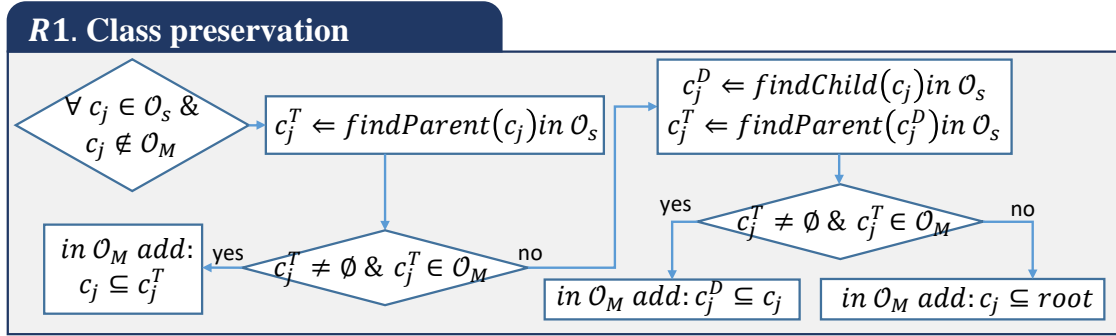 R1. Class preservation
∀ c_j ∈ O_s &
c_j ∉ O_M
c_j^T ⇐ findParent(c_j)in O_s
c_j^D ⇐ findChild(c_j)in O_s
c_j^T ⇐ findParent(c_j^D)in O_s
in O_M add:
c_j ⊆ c_j^T
yes
c_j^T ≠ ∅ & c_j^T ∈ O_M
no
yes
c_j^T ≠ ∅ & c_j^T ∈ O_M
no
in O_M add: c_j^D ⊆ c_j
in O_M add: c_j ⊆ root